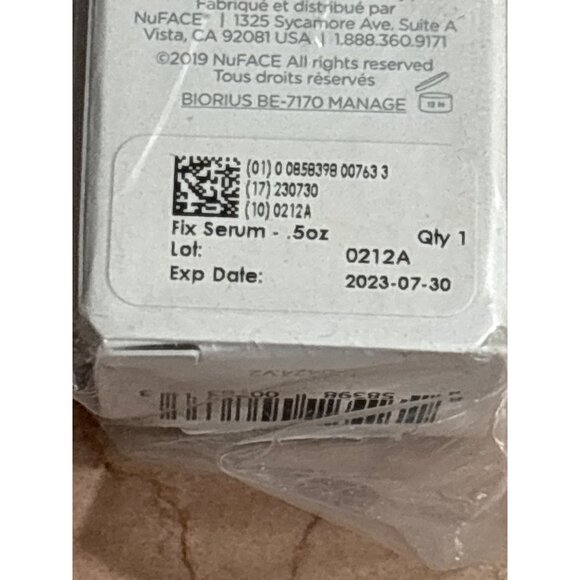 Fabriqué et distribué par
NuFACE® | 1325 Sycamore Ave, Suite A
Vista, CA 92081 USA | 1.888.360.9171
©2019 NuFACE All rights reserved
Tous droits réservés
BIORIUS BE-7170 MANAGE
(01) 0 0858398 00763 3
(17) 230730
(10) 0212A
Fix Serum - .5oz Qty 1
Lot: 0212A
Exp Date: 2023-07-30